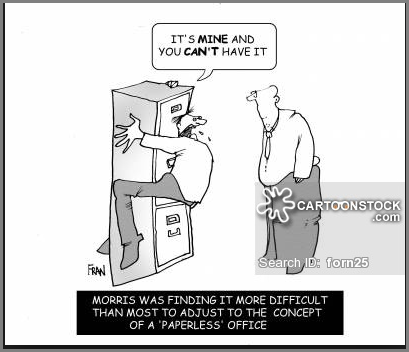 IT'S MINE AND
YOU CAN'T HAVE IT
FRAN
CARTOONSTOCK
.com
Search ID: forn25
MORRIS WAS FINDING IT MORE DIFFICULT
THAN MOST TO ADJUST TO THE CONCEPT
OF A 'PAPERLESS' OFFICE